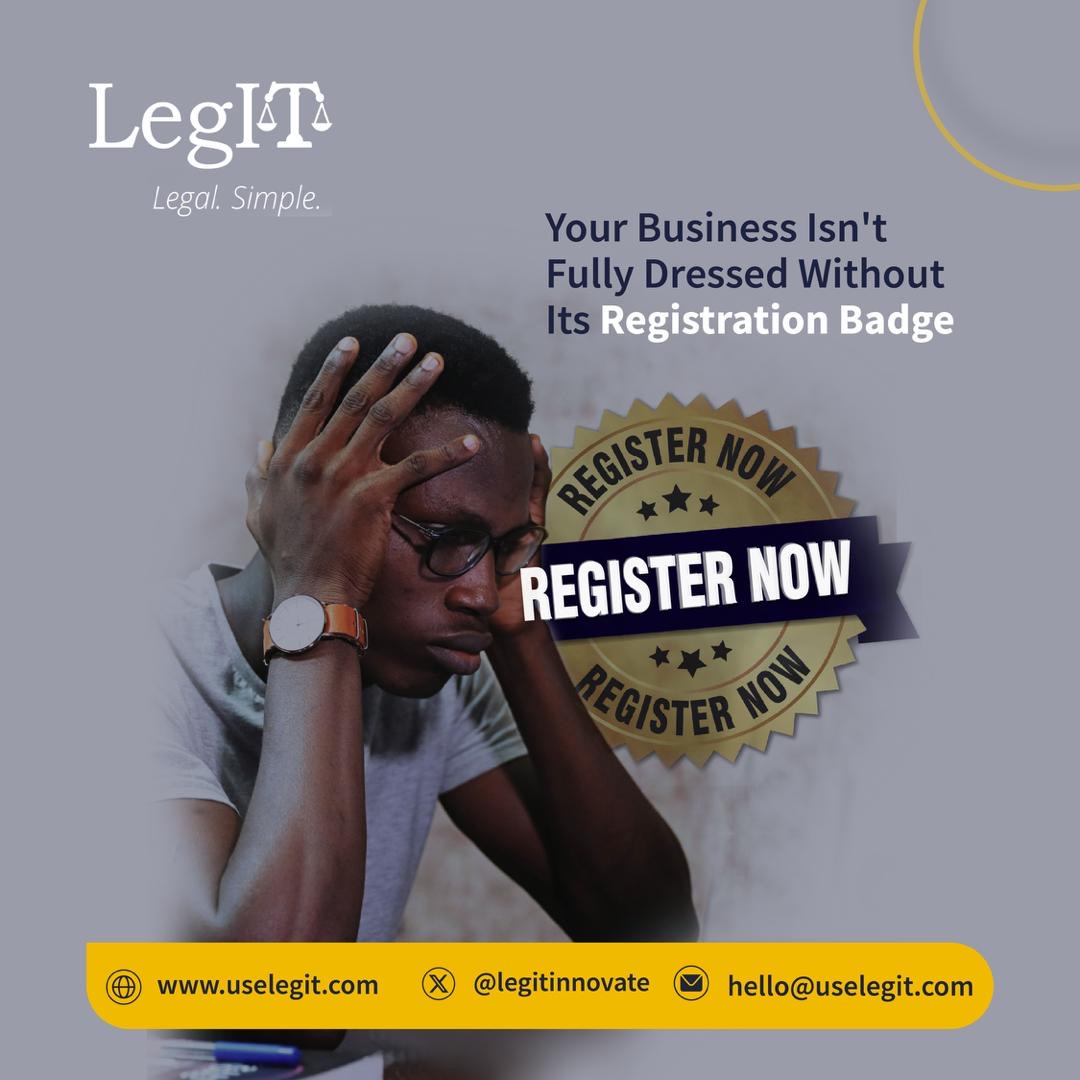 LegIT
Legal. Simple.
Your Business Isn't
Fully Dressed Without
Its Registration Badge
REGISTER NOW
REGISTER NOW
REGISTER NOW
www.uselegit.com
@legitinnovate
hello@uselegit.com